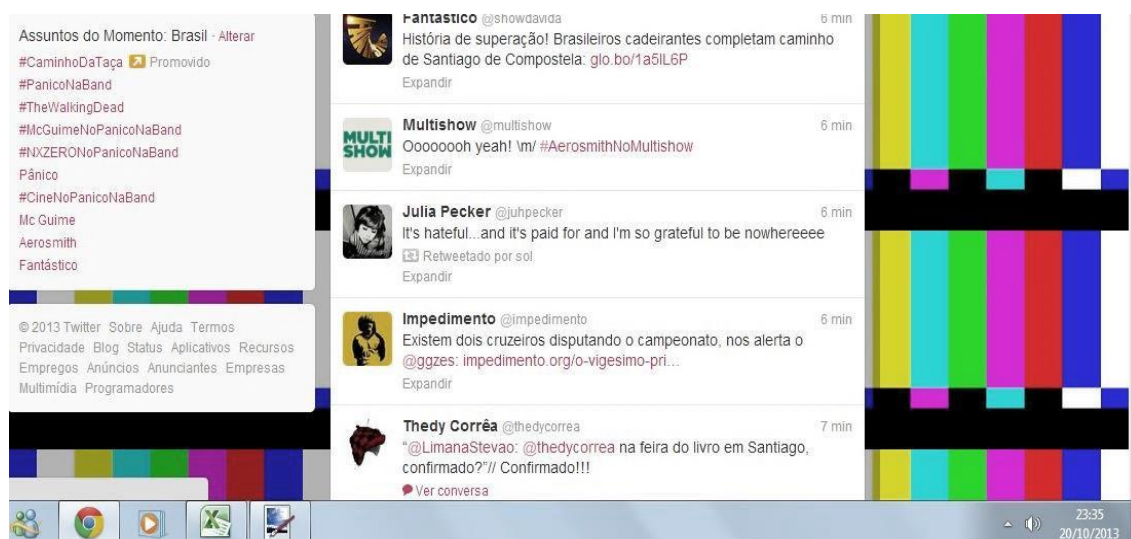 Assuntos do Momento: Brasil · Alterar
#CaminhoDaTaça Promovido
#PanicoNaBand
#TheWalkingDead
#McGuimeNoPanicoNaBand
#NXZERONoPanicoNaBand
Pânico
#CineNoPanicoNaBand
Mc Guime
Aerosmith
Fantástico
© 2013 Twitter Sobre Ajuda Termos
Privacidade Blog Status Aplicativos Recursos
Empregos Anúncios Anunciantes Empresas
Multimídia Programadores
Fantástico @showdavida 6 min
História de superação! Brasileiros cadeirantes completam caminho
de Santiago de Compostela: glo.bo/1a5lL6P
Expandir
MULTI
SHOW
Multishow @multishow 6 min
Oooooooh yeah! \m/ #AerosmithNoMultishow
Expandir
Julia Pecker @juhpecker 6 min
It's hateful...and it's paid for and I'm so grateful to be nowhereeee
Retweetado por sol
Expandir
Impedimento @impedimento 6 min
Existem dois cruzeiros disputando o campeonato, nos alerta o
@ggzes: impedimento.org/o-vigesimo-pri...
Expandir
Thedy Corrêa @thedycorrea 7 min
"@LimanaStevao: @thedycorrea na feira do livro em Santiago,
confirmado?"// Confirmado!!!
Ver conversa
23:35
20/10/2013